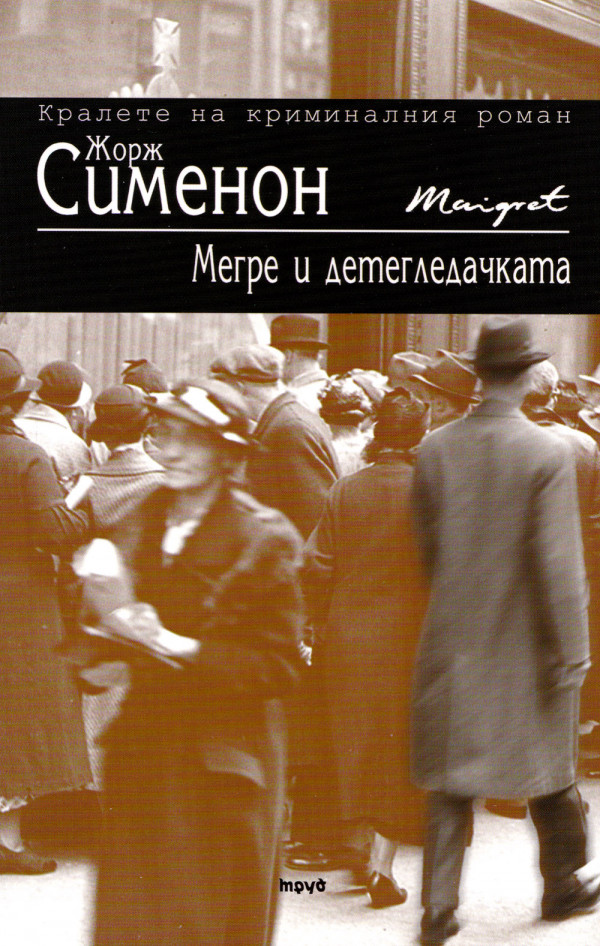 Кралете на криминалния роман
Жорж
Сименон
Maigret
Мегре и детегледачката
труд